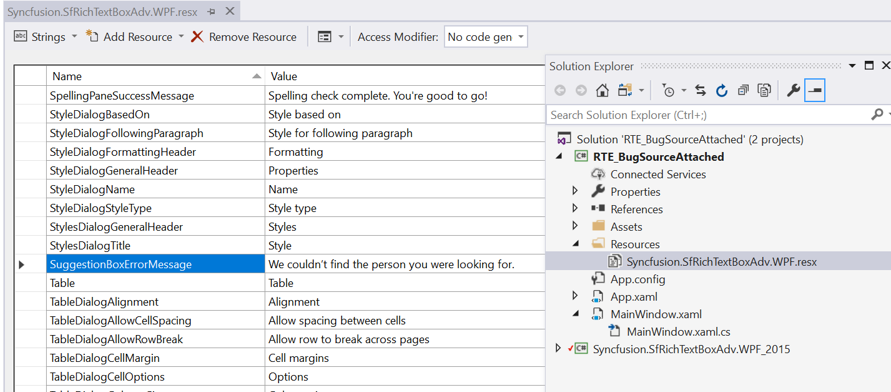 Syncfusion.SfRichTextBoxAdv.WPF.resx
Strings Add Resource Remove Resource Access Modifier: No code gen
Name Value
SpellingPaneSuccessMessage Spelling check complete. You're good to go!
StyleDialogBasedOn Style based on
StyleDialogFollowingParagraph Style for following paragraph
StyleDialogFormattingHeader Formatting
StyleDialogGeneralHeader Properties
StyleDialogName Name
StyleDialogStyleType Style type
StylesDialogGeneralHeader Styles
StylesDialogTitle Style
SuggestionBoxErrorMessage We couldn't find the person you were looking for.
Table Table
TableDialogAlignment Alignment
TableDialogAllowCellSpacing Allow spacing between cells
TableDialogAllowRowBreak Allow row to break across pages
TableDialogCellMargin Cell margins
TableDialogCellOptions Options
Solution Explorer
Search Solution Explorer (Ctrl+;)
Solution 'RTE_BugSourceAttached' (2 projects)
RTE_BugSourceAttached
Connected Services
Properties
References
Assets
Resources
Syncfusion.SfRichTextBoxAdv.WPF.resx
App.config
App.xaml
MainWindow.xaml
MainWindow.xaml.cs
Syncfusion.SfRichTextBoxAdv.WPF_2015